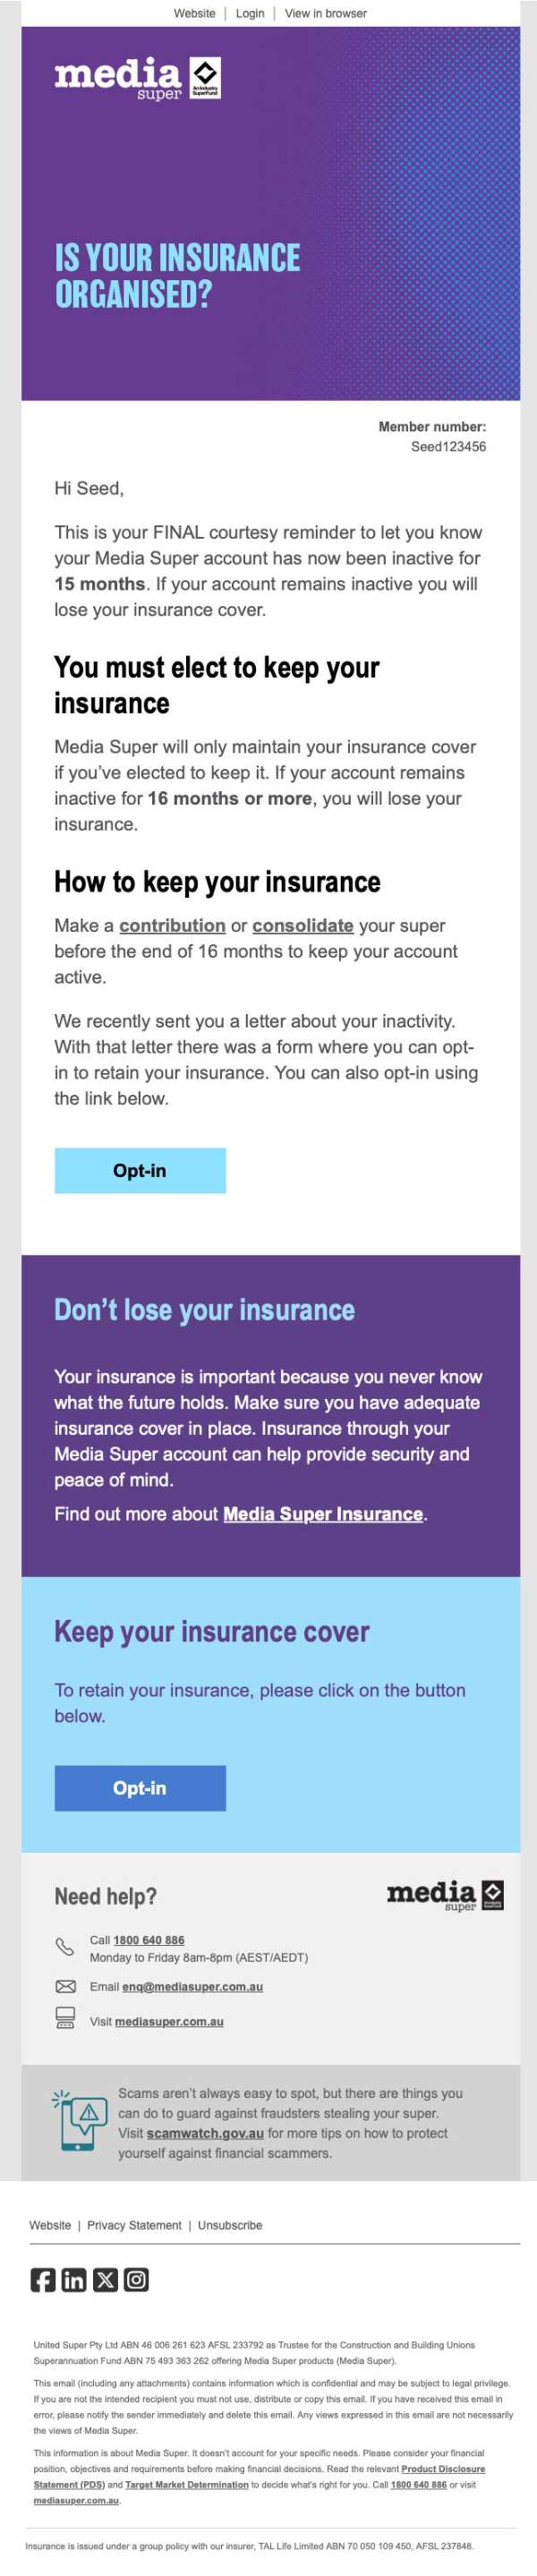 Website | Login | View in browser
media
super
An Industry
SuperFund
IS YOUR INSURANCE
ORGANISED?
Member number:
Seed123456
Hi Seed,
This is your FINAL courtesy reminder to let you know
your Media Super account has now been inactive for
15 months. If your account remains inactive you will
lose your insurance cover.
You must elect to keep your
insurance
Media Super will only maintain your insurance cover
if you’ve elected to keep it. If your account remains
inactive for 16 months or more, you will lose your
insurance.
How to keep your insurance
Make a contribution or consolidate your super
before the end of 16 months to keep your account
active.
We recently sent you a letter about your inactivity.
With that letter there was a form where you can opt-
in to retain your insurance. You can also opt-in using
the link below.
Opt-in
Don’t lose your insurance
Your insurance is important because you never know
what the future holds. Make sure you have adequate
insurance cover in place. Insurance through your
Media Super account can help provide security and
peace of mind.
Find out more about Media Super Insurance.
Keep your insurance cover
To retain your insurance, please click on the button
below.
Opt-in
Need help?
media
super
Call 1800 640 886
Monday to Friday 8am-8pm (AEST/AEDT)
Email enq@mediasuper.com.au
Visit mediasuper.com.au
Scams aren’t always easy to spot, but there are things you
can do to guard against fraudsters stealing your super.
Visit scamwatch.gov.au for more tips on how to protect
yourself against financial scammers.
Website | Privacy Statement | Unsubscribe
United Super Pty Ltd ABN 46 006 261 623 AFSL 233792 as Trustee for the Construction and Building Unions
Superannuation Fund ABN 75 493 363 262 offering Media Super products (Media Super).
This email (including any attachments) contains information which is confidential and may be subject to legal privilege.
If you are not the intended recipient you must not use, distribute or copy this email. If you have received this email in
error, please notify the sender immediately and delete this email. Any views expressed in this email are not necessarily
the views of Media Super.
This information is about Media Super. It doesn't account for your specific needs. Please consider your financial
position, objectives and requirements before making financial decisions. Read the relevant Product Disclosure
Statement (PDS) and Target Market Determination to decide what's right for you. Call 1800 640 886 or visit
mediasuper.com.au.
Insurance is issued under a group policy with our insurer, TAL Life Limited ABN 70 050 109 450, AFSL 237848.